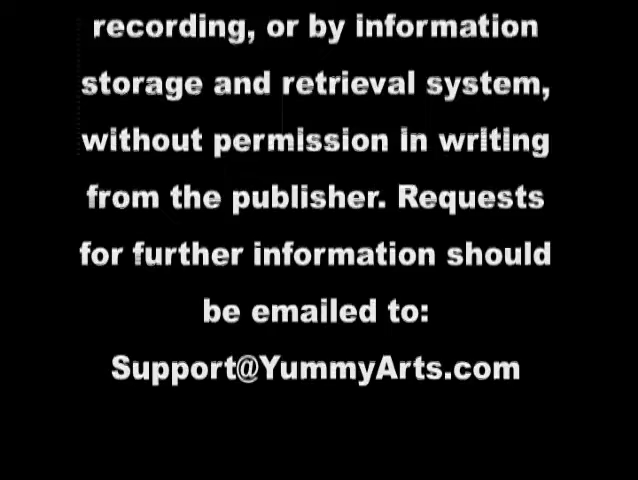 recording, or by information
storage and retrieval system,
without permission in writing
from the publisher. Requests
for further information should
be emailed to:
Support@YummyArts.com